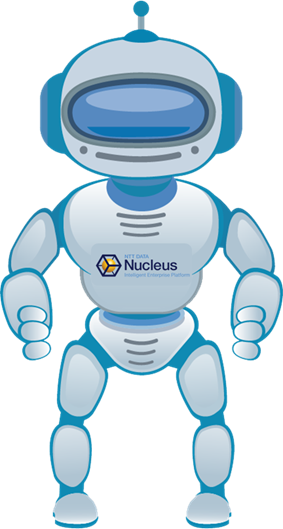 NTT DATA
Nucleus
Intelligent Enterprise Platform